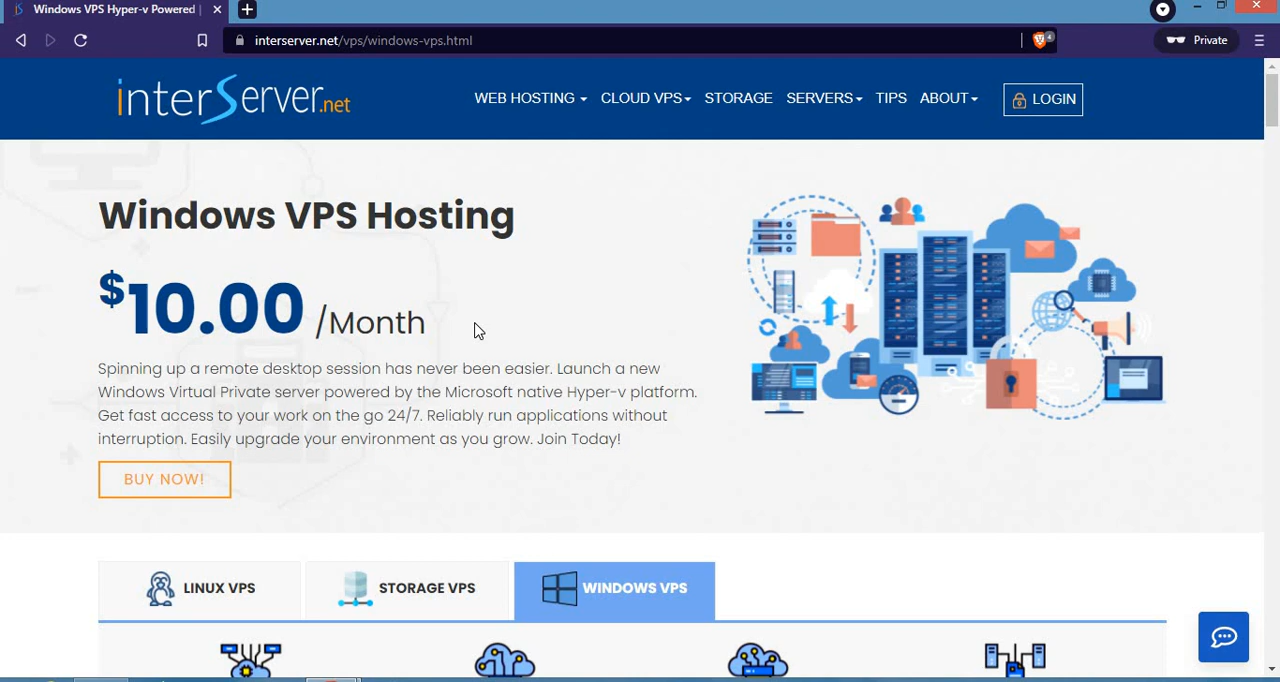 Windows VPS Hyper-v Powered |
interserver.net/vps/windows-vps.html
4
Private
interServer.net
WEB HOSTING
CLOUD VPS
STORAGE
SERVERS
TIPS
ABOUT
LOGIN
Windows VPS Hosting
$10.00 /Month
Spinning up a remote desktop session has never been easier. Launch a new
Windows Virtual Private server powered by the Microsoft native Hyper-v platform.
Get fast access to your work on the go 24/7. Reliably run applications without
interruption. Easily upgrade your environment as you grow. Join Today!
BUY NOW!
LINUX VPS
STORAGE VPS
WINDOWS VPS